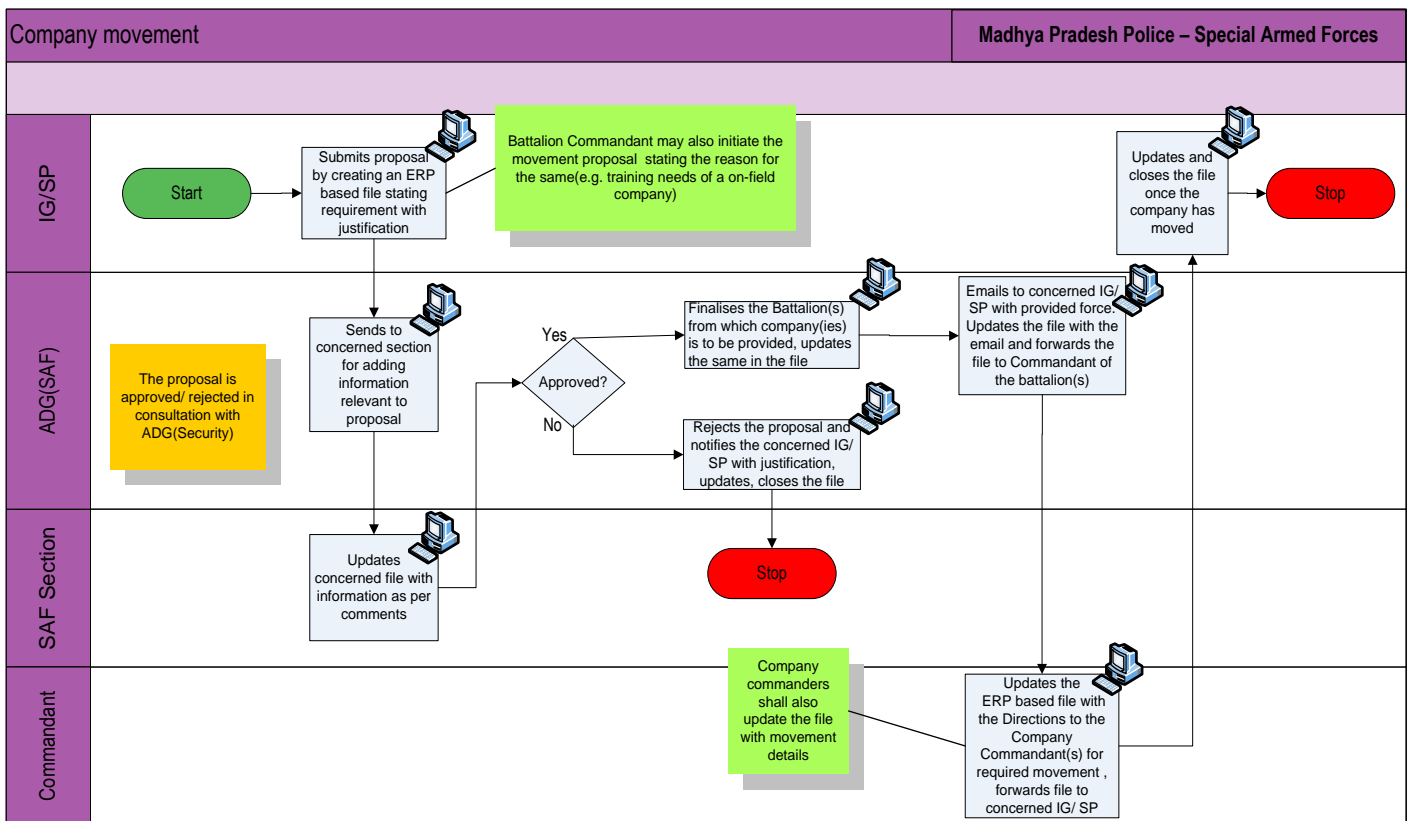 Company movement
Madhya Pradesh Police – Special Armed Forces
IG/SP
Start
Submits proposal
by creating an ERP
based file stating
requirement with
justification
Battalion Commandant may also initiate the
movement proposal stating the reason for
the same(e.g. training needs of a on-field
company)
Updates and
closes the file
once the
company has
moved
Stop
ADG(SAF)
The proposal is
approved/ rejected in
consultation with
ADG(Security)
Sends to
concerned section
for adding
information
relevant to
proposal
Approved?
Yes
No
Finalises the Battalion(s)
from which company(ies)
is to be provided, updates
the same in the file
Rejects the proposal and
notifies the concerned IG/
SP with justification,
updates, closes the file
Emails to concerned IG/
SP with provided force.
Updates the file with the
email and forwards the
file to Commandant of
the battalion(s)
SAF Section
Updates
concerned file with
information as per
comments
Stop
Commandant
Company
commanders
shall also
update the file
with movement
details
Updates the
ERP based file with
the Directions to the
Company
Commandant(s) for
required movement ,
forwards file to
concerned IG/ SP